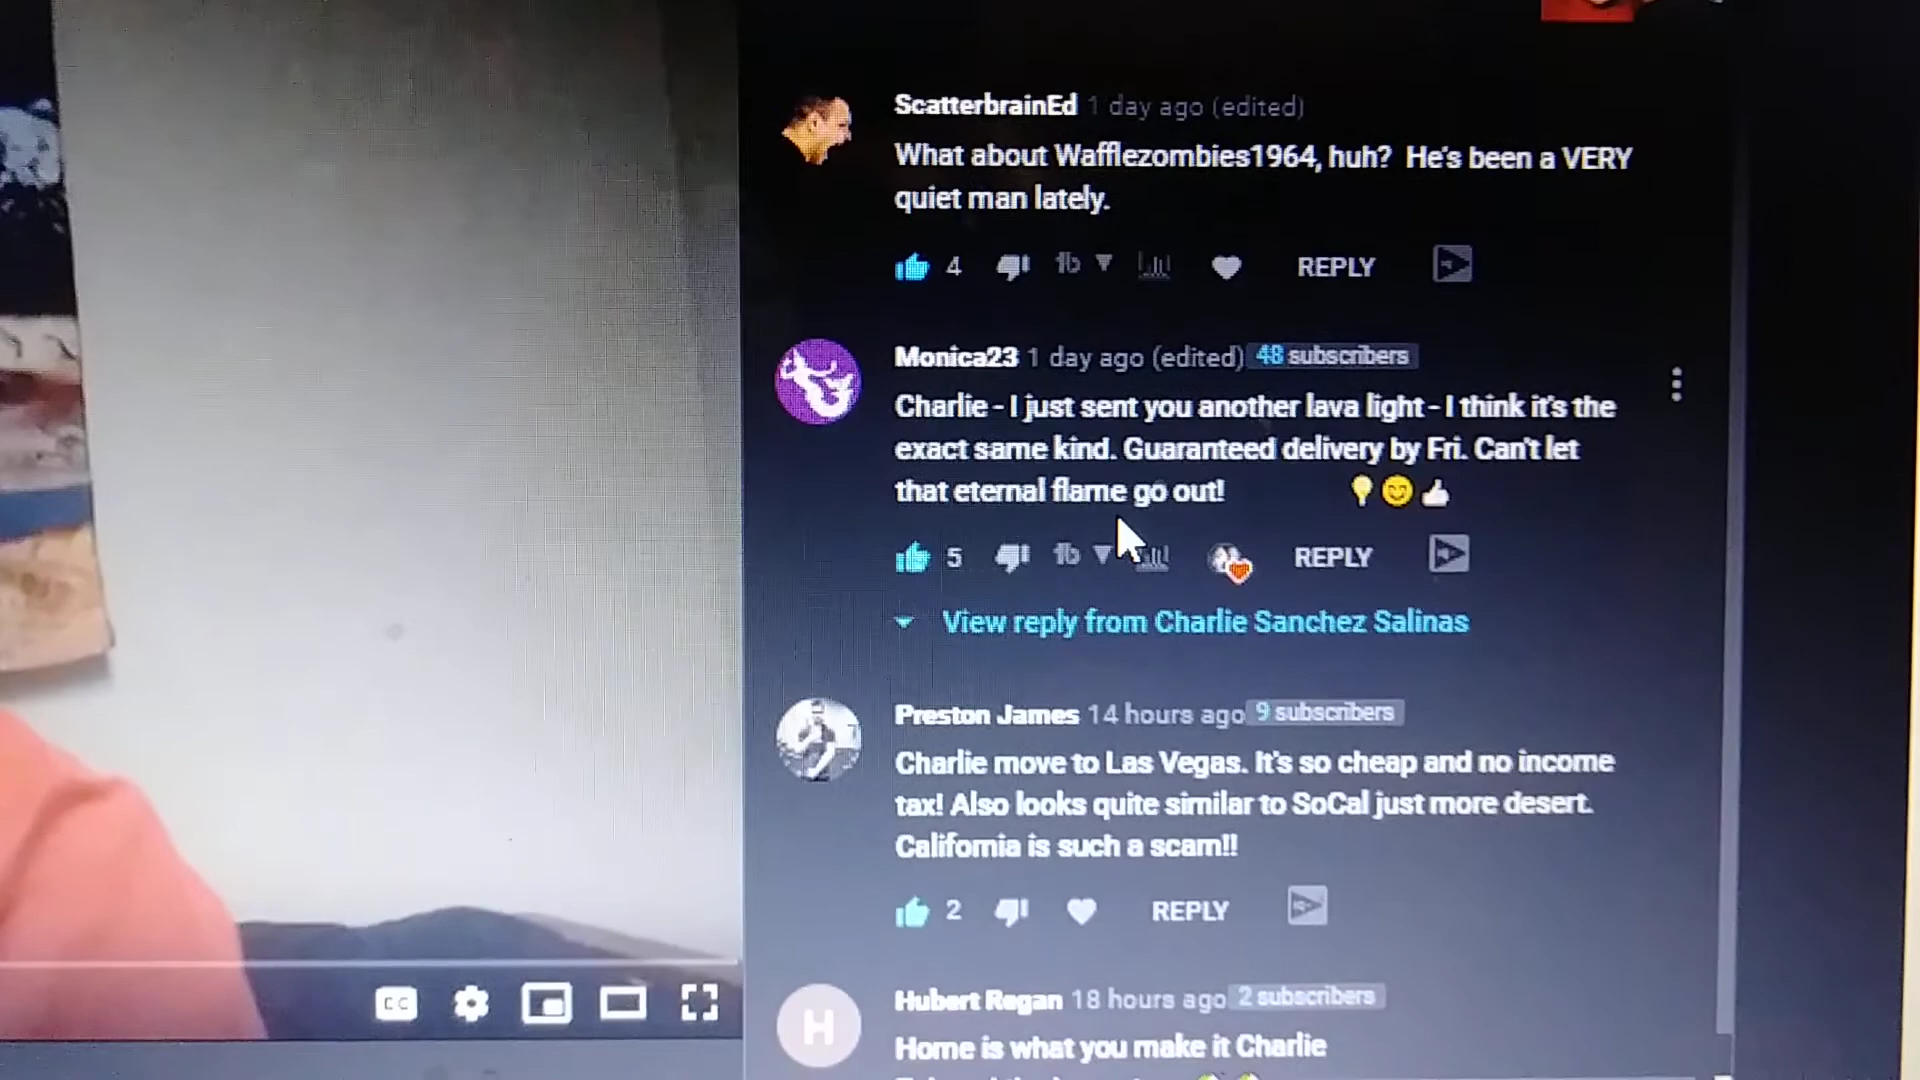 ScatterbrainEd 1 day ago (edited)
What about Wafflezombies1964, huh? He's been a VERY
quiet man lately.
4 REPLY
Monica23 1 day ago (edited) 48 subscribers
Charlie - I just sent you another lava light - I think it's the
exact same kind. Guaranteed delivery by Fri. Can't let
that eternal flame go out! 💡😊👍
5 REPLY
View reply from Charlie Sanchez Salinas
Preston James 14 hours ago 9 subscribers
Charlie move to Las Vegas. It's so cheap and no income
tax! Also looks quite similar to SoCal just more desert.
California is such a scam!!
2 REPLY
CC
H
Hubert Regan 18 hours ago 2 subscribers
Home is what you make it Charlie